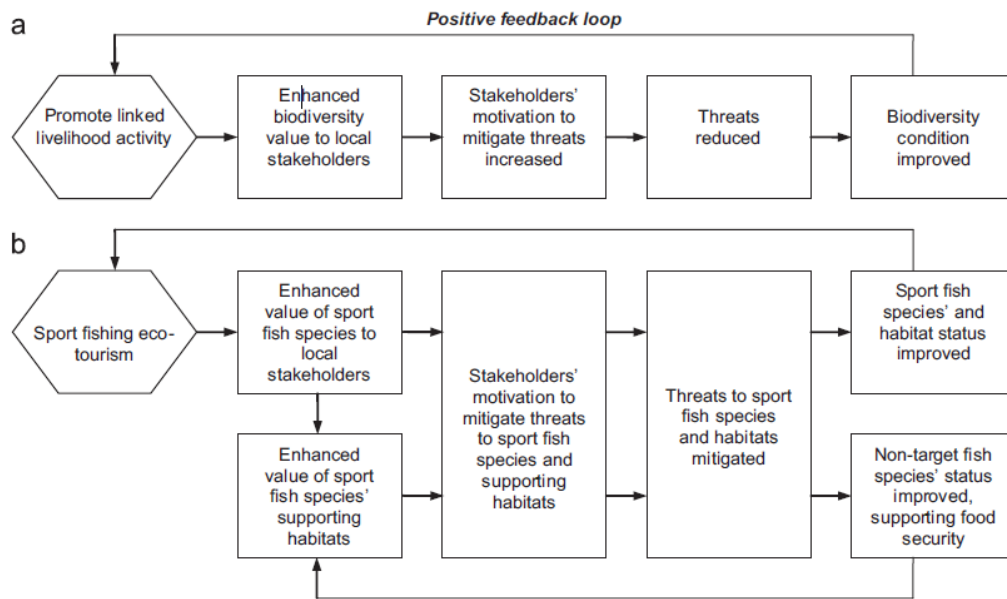 a
Positive feedback loop
Promote linked
livelihood activity
Enhanced
biodiversity
value to local
stakeholders
Stakeholders'
motivation to
mitigate threats
increased
Threats
reduced
Biodiversity
condition
improved
b
Sport fishing eco-
tourism
Enhanced
value of sport
fish species to
local
stakeholders
Enhanced
value of sport
fish species'
supporting
habitats
Stakeholders'
motivation to
mitigate threats
to sport fish
species and
supporting
habitats
Threats to sport
fish species
and habitats
mitigated
Sport fish
species' and
habitat status
improved
Non-target fish
species' status
improved,
supporting food
security